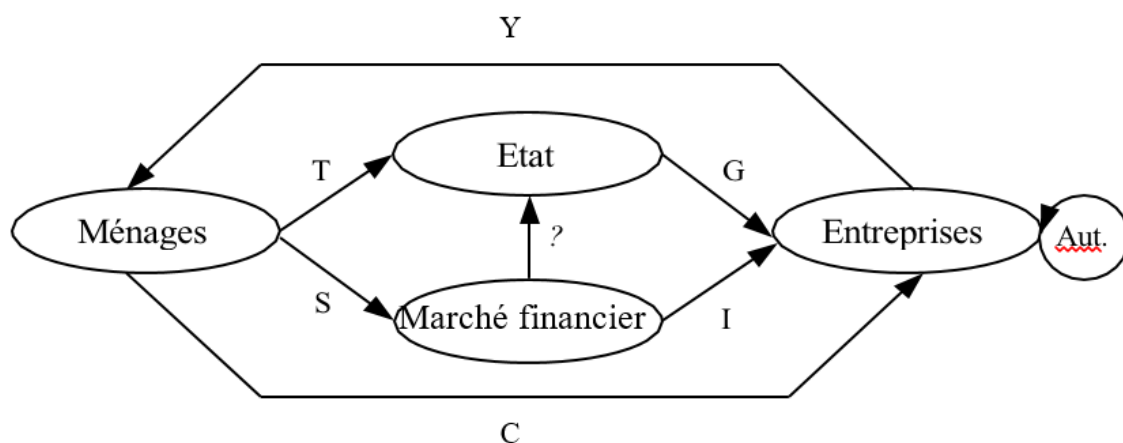 Y
Etat
T
G
Ménages
?
Entreprises
Aut.
S
Marché financier
I
C